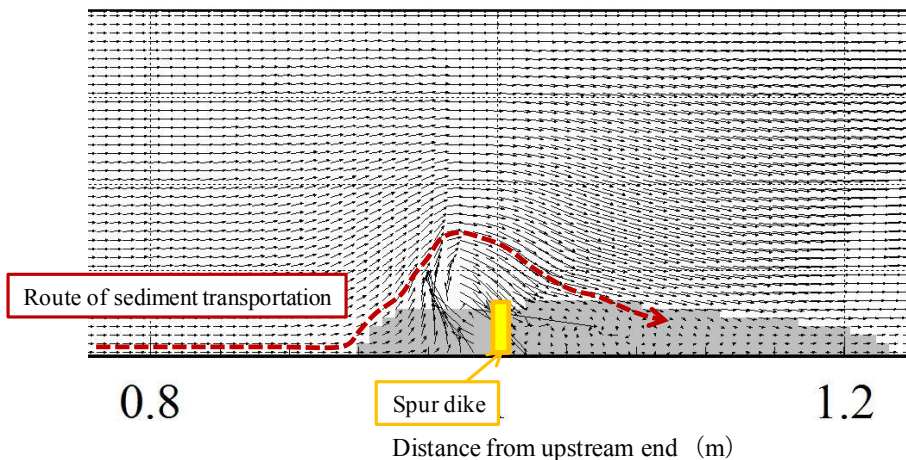 Route of sediment transportation
0.8
1.2
Spur dike
Distance from upstream end （m）